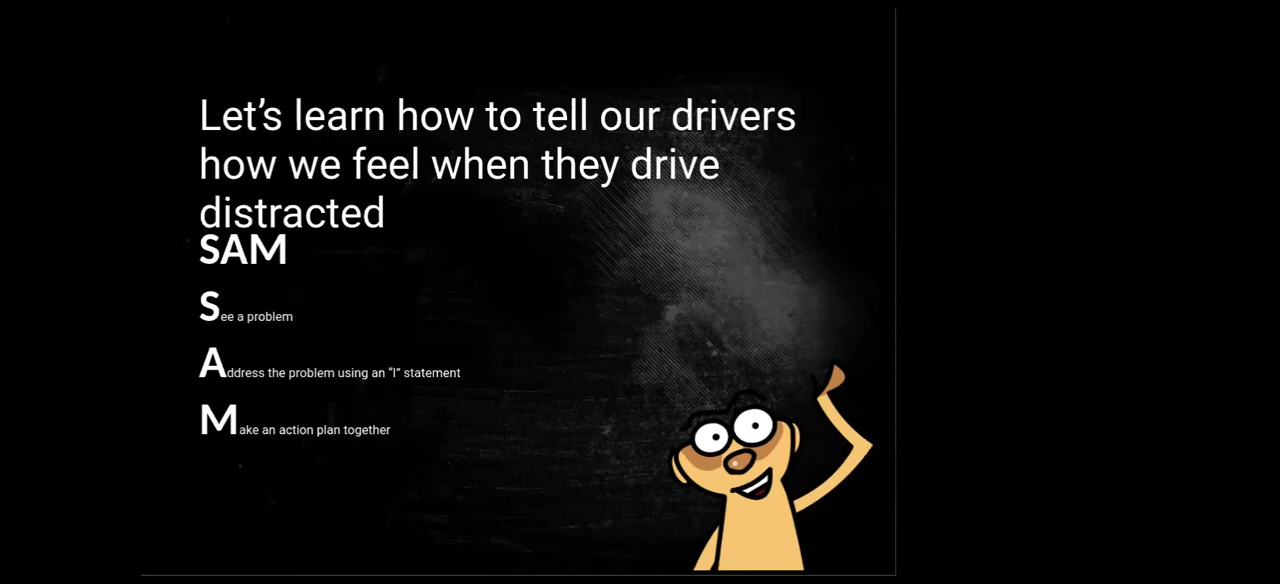 Let’s learn how to tell our drivers
how we feel when they drive
distracted
SAM
See a problem
Address the problem using an “I” statement
Make an action plan together